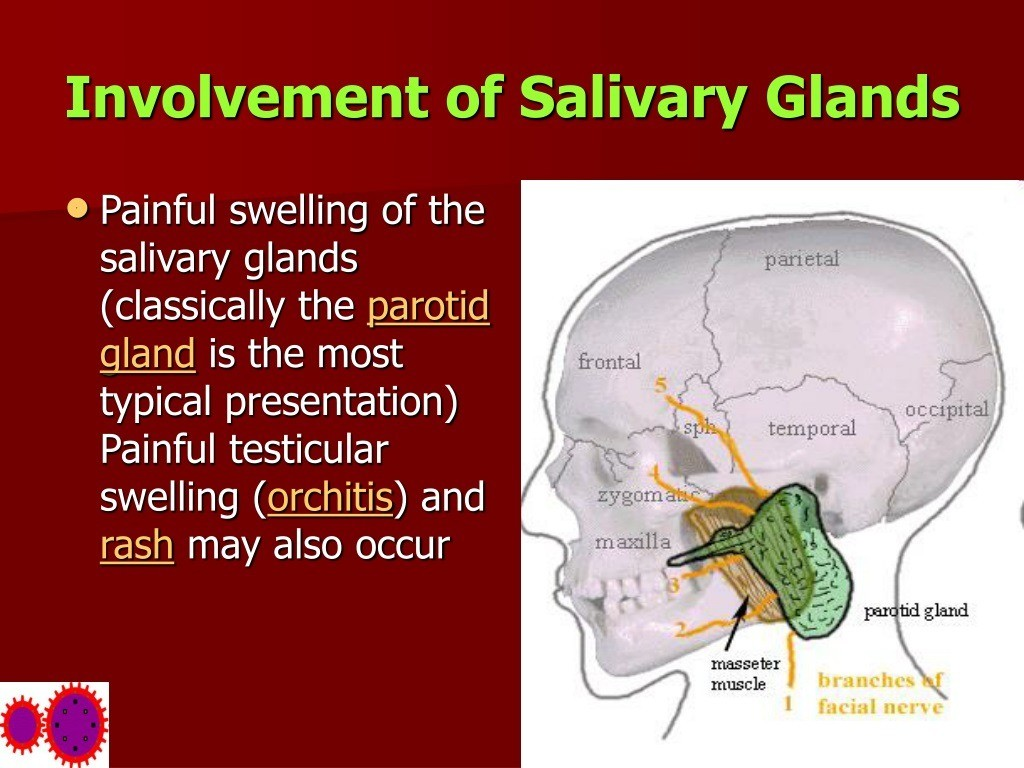 Involvement of Salivary Glands
Painful swelling of the
salivary glands
(classically the parotid
gland is the most
typical presentation)
Painful testicular
swelling (orchitis) and
rash may also occur
parietal
frontal
5
occipital
sph
temporal
4
zygomatic
maxilla
3
parotid gland
2
masseter
muscle
branches of
facial nerve
1